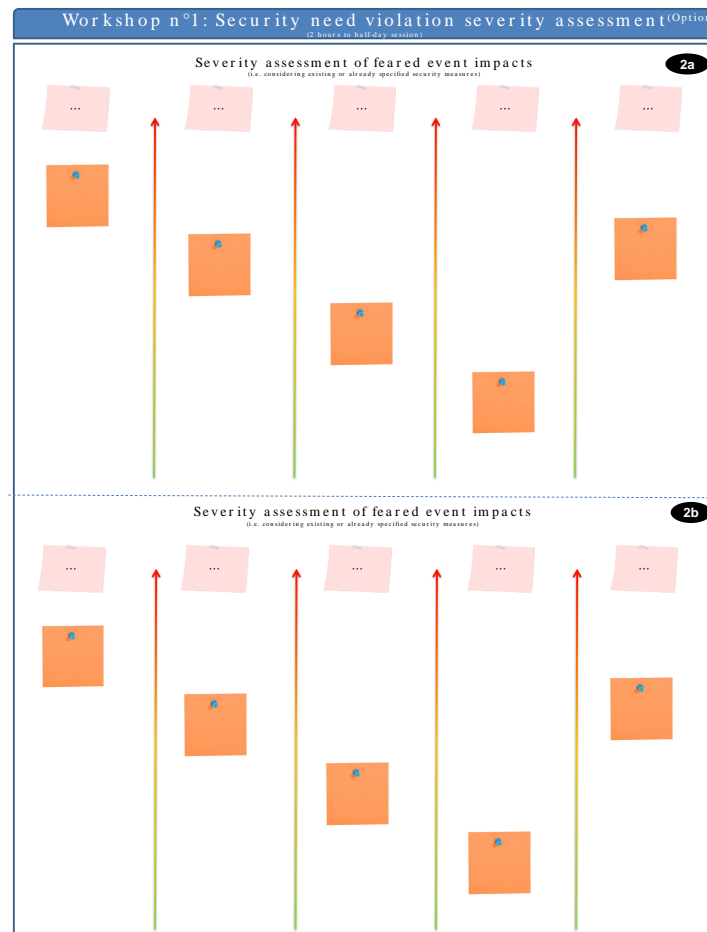 Workshop n°1: Security need violation severity assessment(Option
(2 hours to half-day session)
Severity assessment of feared event impacts
(i.e. considering existing or already specified security measures)
2a
... ... ... ... ...
Severity assessment of feared event impacts
(i.e. considering existing or already specified security measures)
2b
... ... ... ... ...